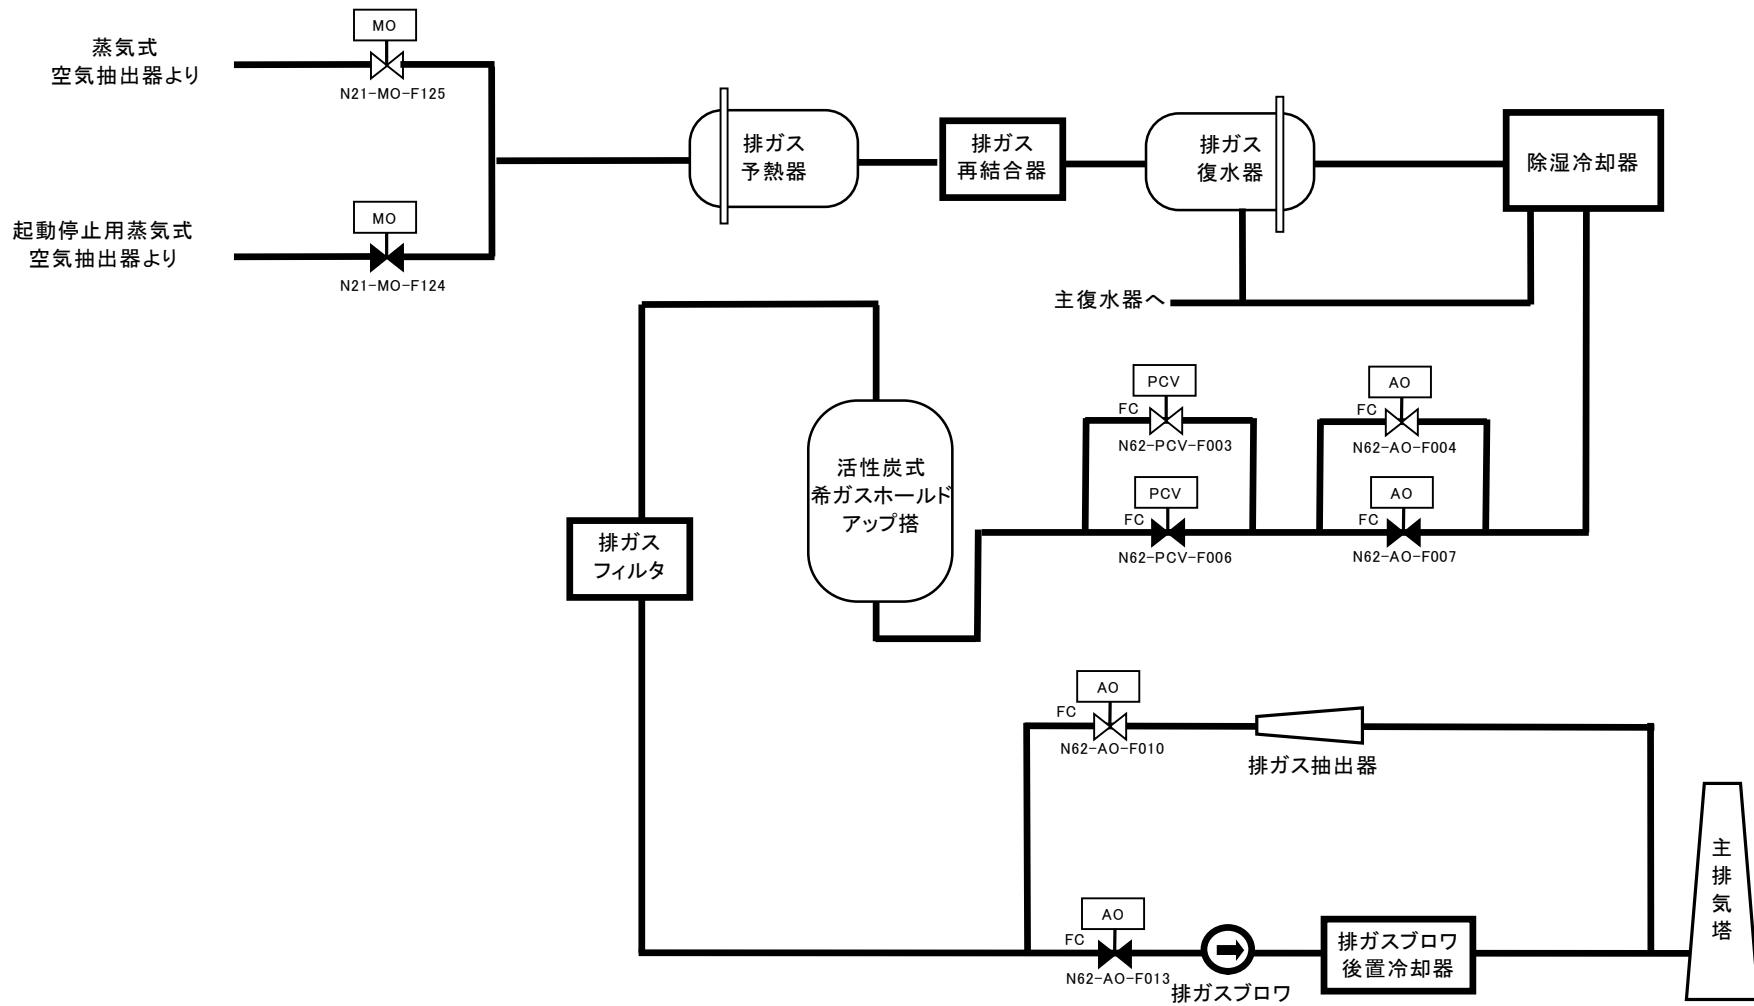 MO
蒸気式
空気抽出器より
N21-MO-F125
MO
起動停止用蒸気式
空気抽出器より
N21-MO-F124
排ガス
予熱器
排ガス
再結合器
排ガス
復水器
除湿冷却器
主復水器へ
PCV
FC
N62-PCV-F003
AO
FC
N62-AO-F004
PCV
FC
N62-PCV-F006
AO
FC
N62-AO-F007
活性炭式
希ガスホールド
アップ搭
排ガス
フィルタ
AO
FC
N62-AO-F010
排ガス抽出器
AO
FC
N62-AO-F013
排ガスブロワ
排ガスブロワ
後置冷却器
主
排
気
塔